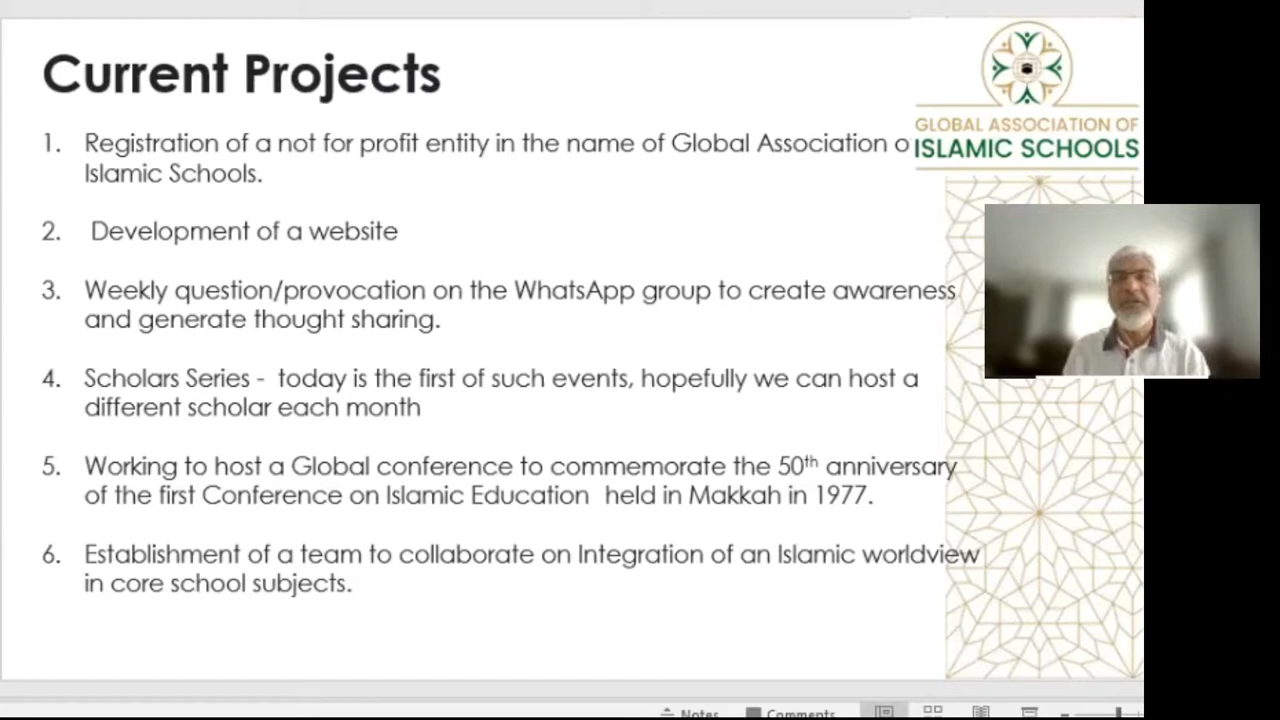 Current Projects
GLOBAL ASSOCIATION OF
ISLAMIC SCHOOLS
1. Registration of a not for profit entity in the name of Global Association o
Islamic Schools.
2. Development of a website
3. Weekly question/provocation on the WhatsApp group to create awareness
and generate thought sharing.
4. Scholars Series - today is the first of such events, hopefully we can host a
different scholar each month
5. Working to host a Global conference to commemorate the 50th anniversary
of the first Conference on Islamic Education held in Makkah in 1977.
6. Establishment of a team to collaborate on Integration of an Islamic worldview
in core school subjects.
Notes Comments